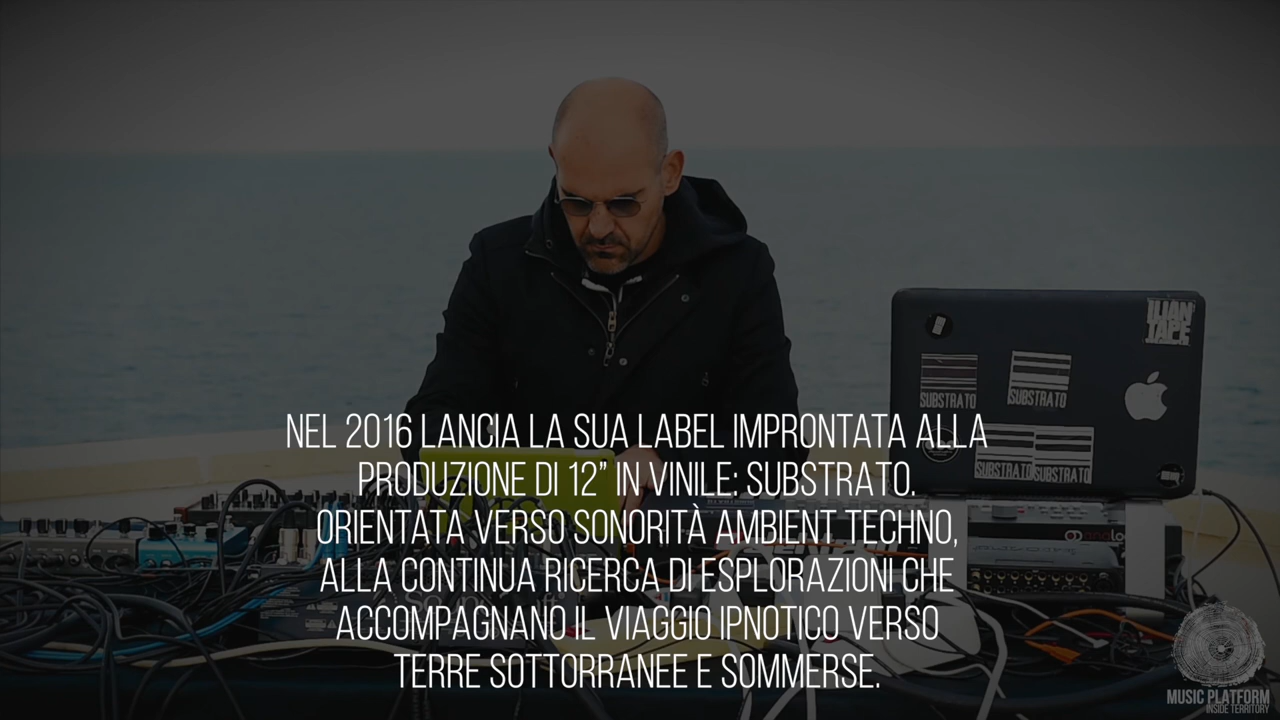 ILIAN
TAPE
SUBSTRATO
SUBSTRATO
SUBSTRATO
SUBSTRATO
NEL 2016 LANCIA LA SUA LABEL IMPRONTATA ALLA
PRODUZIONE DI 12” IN VINILE: SUBSTRATO.
ORIENTATA VERSO SONORITÀ AMBIENT TECHNO,
ALLA CONTINUA RICERCA DI ESPLORAZIONI CHE
ACCOMPAGNANO IL VIAGGIO IPNOTICO VERSO
TERRE SOTTORRANEE E SOMMERSE.
MUSIC PLATFORM
INSIDE TERRITORY